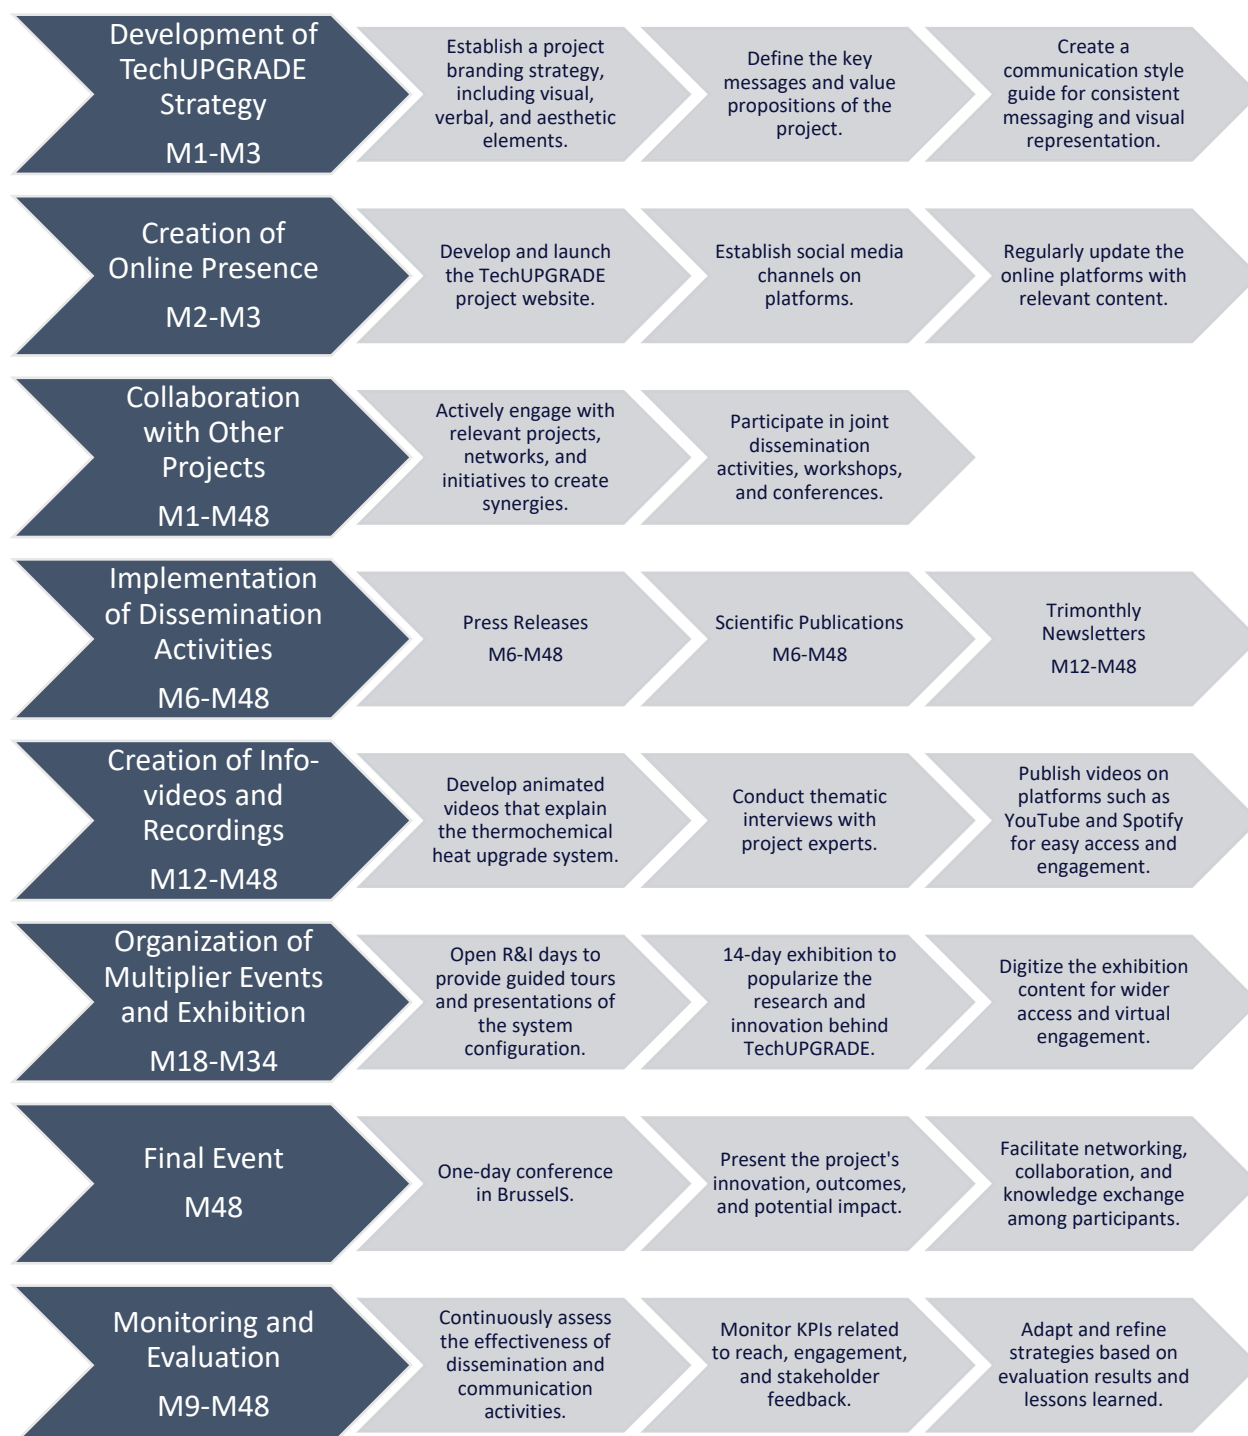 Development of
TechUPGRADE
Strategy
M1-M3
Establish a project
branding strategy,
including visual,
verbal, and aesthetic
elements.
Define the key
messages and value
propositions of the
project.
Create a
communication style
guide for consistent
messaging and visual
representation.
Creation of
Online Presence
M2-M3
Develop and launch
the TechUPGRADE
project website.
Establish social media
channels on
platforms.
Regularly update the
online platforms with
relevant content.
Collaboration
with Other
Projects
M1-M48
Actively engage with
relevant projects,
networks, and
initiatives to create
synergies.
Participate in joint
dissemination
activities, workshops,
and conferences.
Implementation
of Dissemination
Activities
M6-M48
Press Releases
M6-M48
Scientific Publications
M6-M48
Trimonthly
Newsletters
M12-M48
Creation of Info-
videos and
Recordings
M12-M48
Develop animated
videos that explain
the thermochemical
heat upgrade system.
Conduct thematic
interviews with
project experts.
Publish videos on
platforms such as
YouTube and Spotify
for easy access and
engagement.
Organization of
Multiplier Events
and Exhibition
M18-M34
Open R&I days to
provide guided tours
and presentations of
the system
configuration.
14-day exhibition to
popularize the
research and
innovation behind
TechUPGRADE.
Digitize the exhibition
content for wider
access and virtual
engagement.
Final Event
M48
One-day conference
in BrusselS.
Present the project's
innovation, outcomes,
and potential impact.
Facilitate networking,
collaboration, and
knowledge exchange
among participants.
Monitoring and
Evaluation
M9-M48
Continuously assess
the effectiveness of
dissemination and
communication
activities.
Monitor KPIs related
to reach, engagement,
and stakeholder
feedback.
Adapt and refine
strategies based on
evaluation results and
lessons learned.